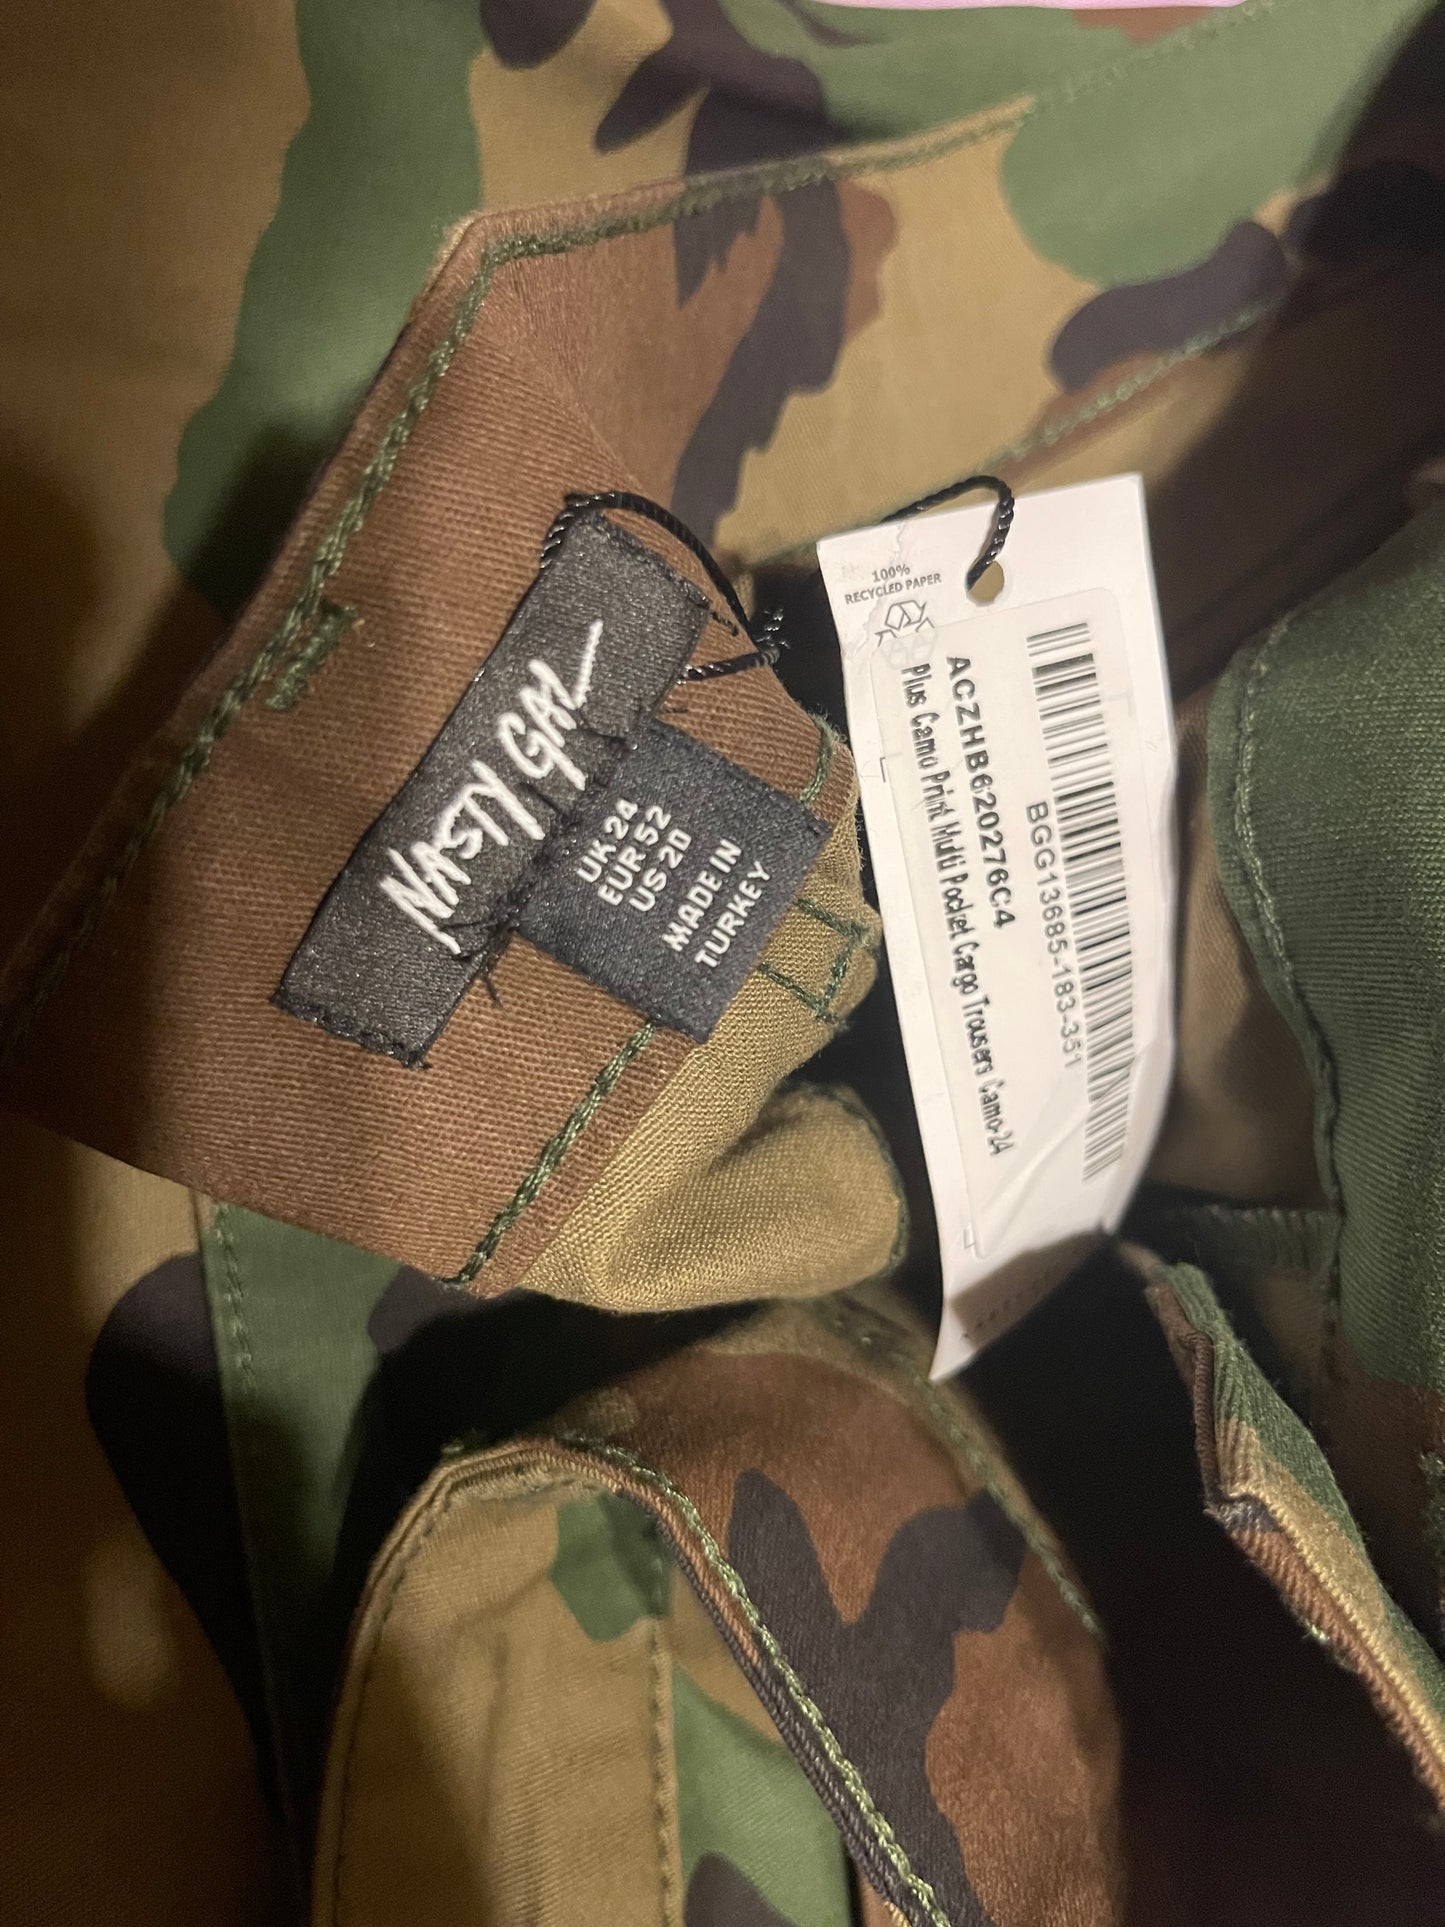 NASTY GAL
UK 24
EUR 52
US 20
MADE IN
TURKEY
100%
RECYCLED PAPER
BGG13685-183-351
ACZHB620276C4
Plus Camo Print Multi Pocket Cargo Trousers Camo-24